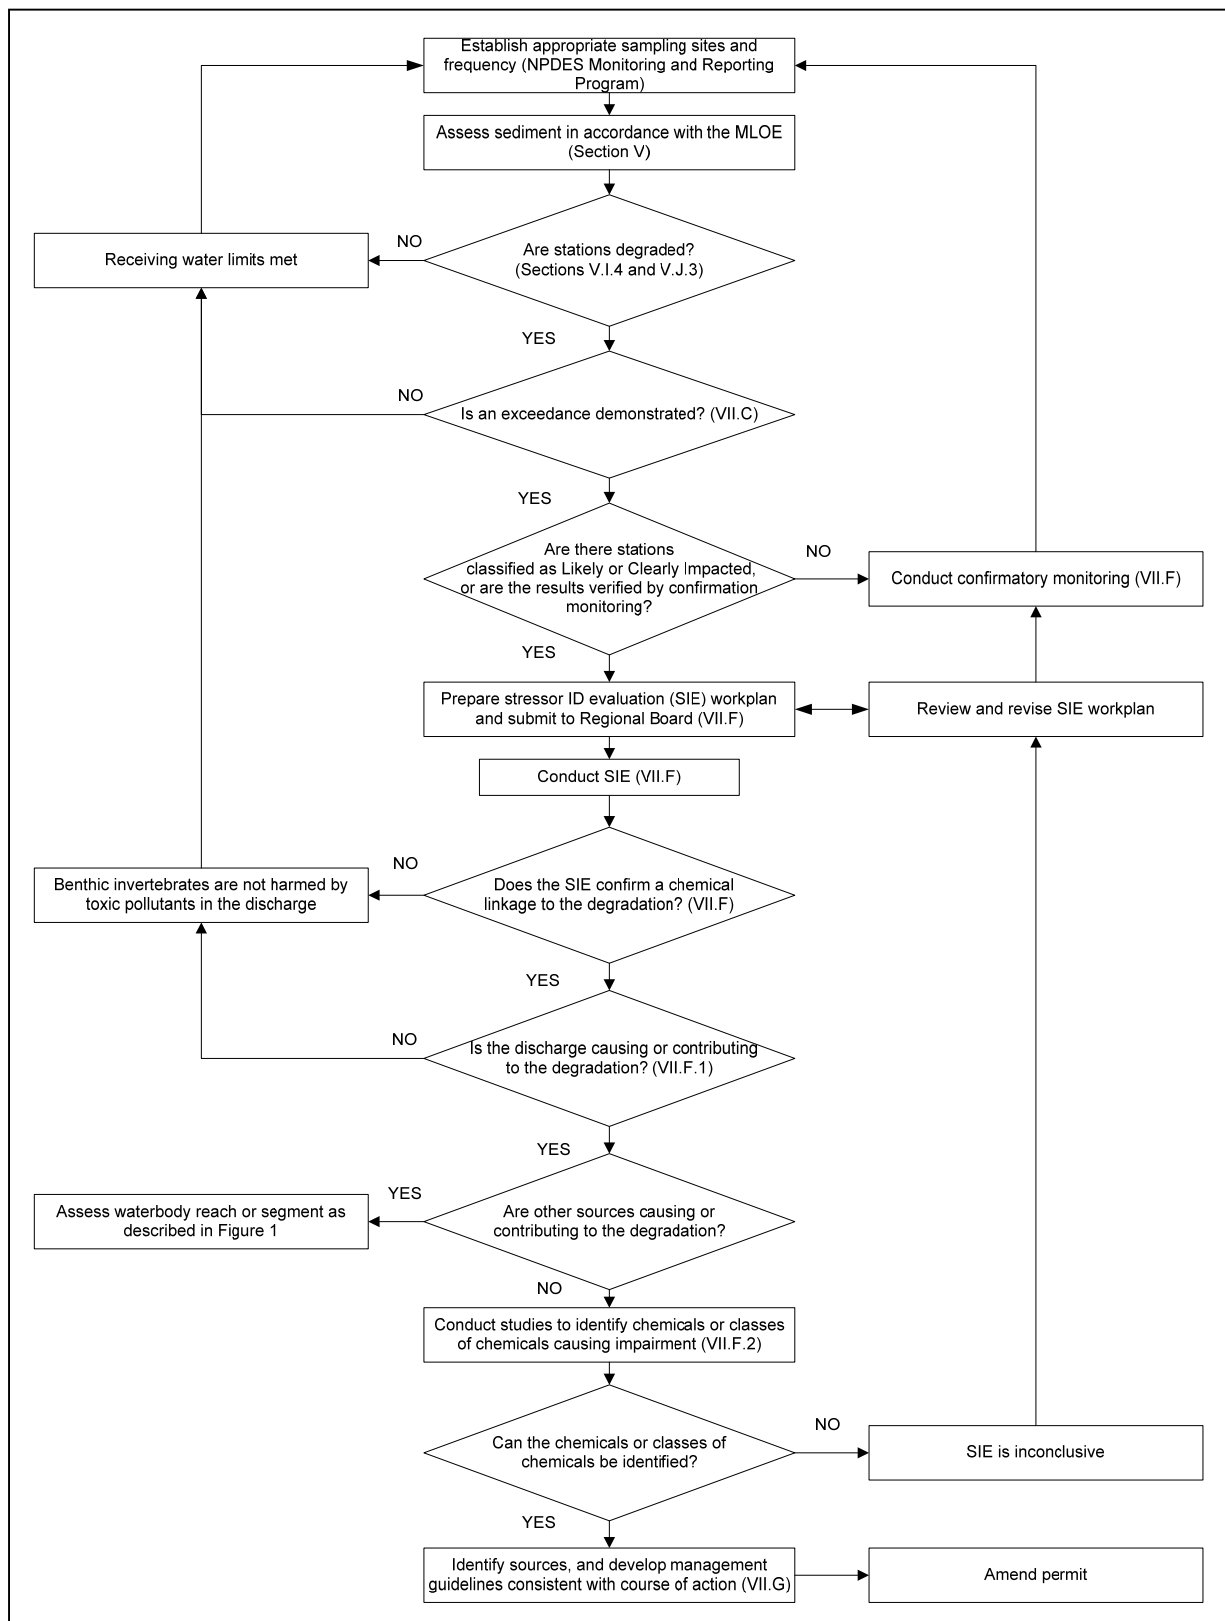 Establish appropriate sampling sites and
frequency (NPDES Monitoring and Reporting
Program)
Assess sediment in accordance with the MLOE
(Section V)
Are stations degraded?
(Sections V.I.4 and V.J.3)
NO
Receiving water limits met
YES
Is an exceedance demonstrated? (VII.C)
NO
YES
Are there stations
classified as Likely or Clearly Impacted,
or are the results verified by confirmation
monitoring?
NO
Conduct confirmatory monitoring (VII.F)
YES
Prepare stressor ID evaluation (SIE) workplan
and submit to Regional Board (VII.F)
Review and revise SIE workplan
Conduct SIE (VII.F)
Does the SIE confirm a chemical
linkage to the degradation? (VII.F)
NO
Benthic invertebrates are not harmed by
toxic pollutants in the discharge
YES
Is the discharge causing or contributing
to the degradation? (VII.F.1)
NO
YES
Are other sources causing or
contributing to the degradation?
YES
Assess waterbody reach or segment as
described in Figure 1
NO
Conduct studies to identify chemicals or classes
of chemicals causing impairment (VII.F.2)
Can the chemicals or classes of
chemicals be identified?
NO
SIE is inconclusive
YES
Identify sources, and develop management
guidelines consistent with course of action (VII.G)
Amend permit